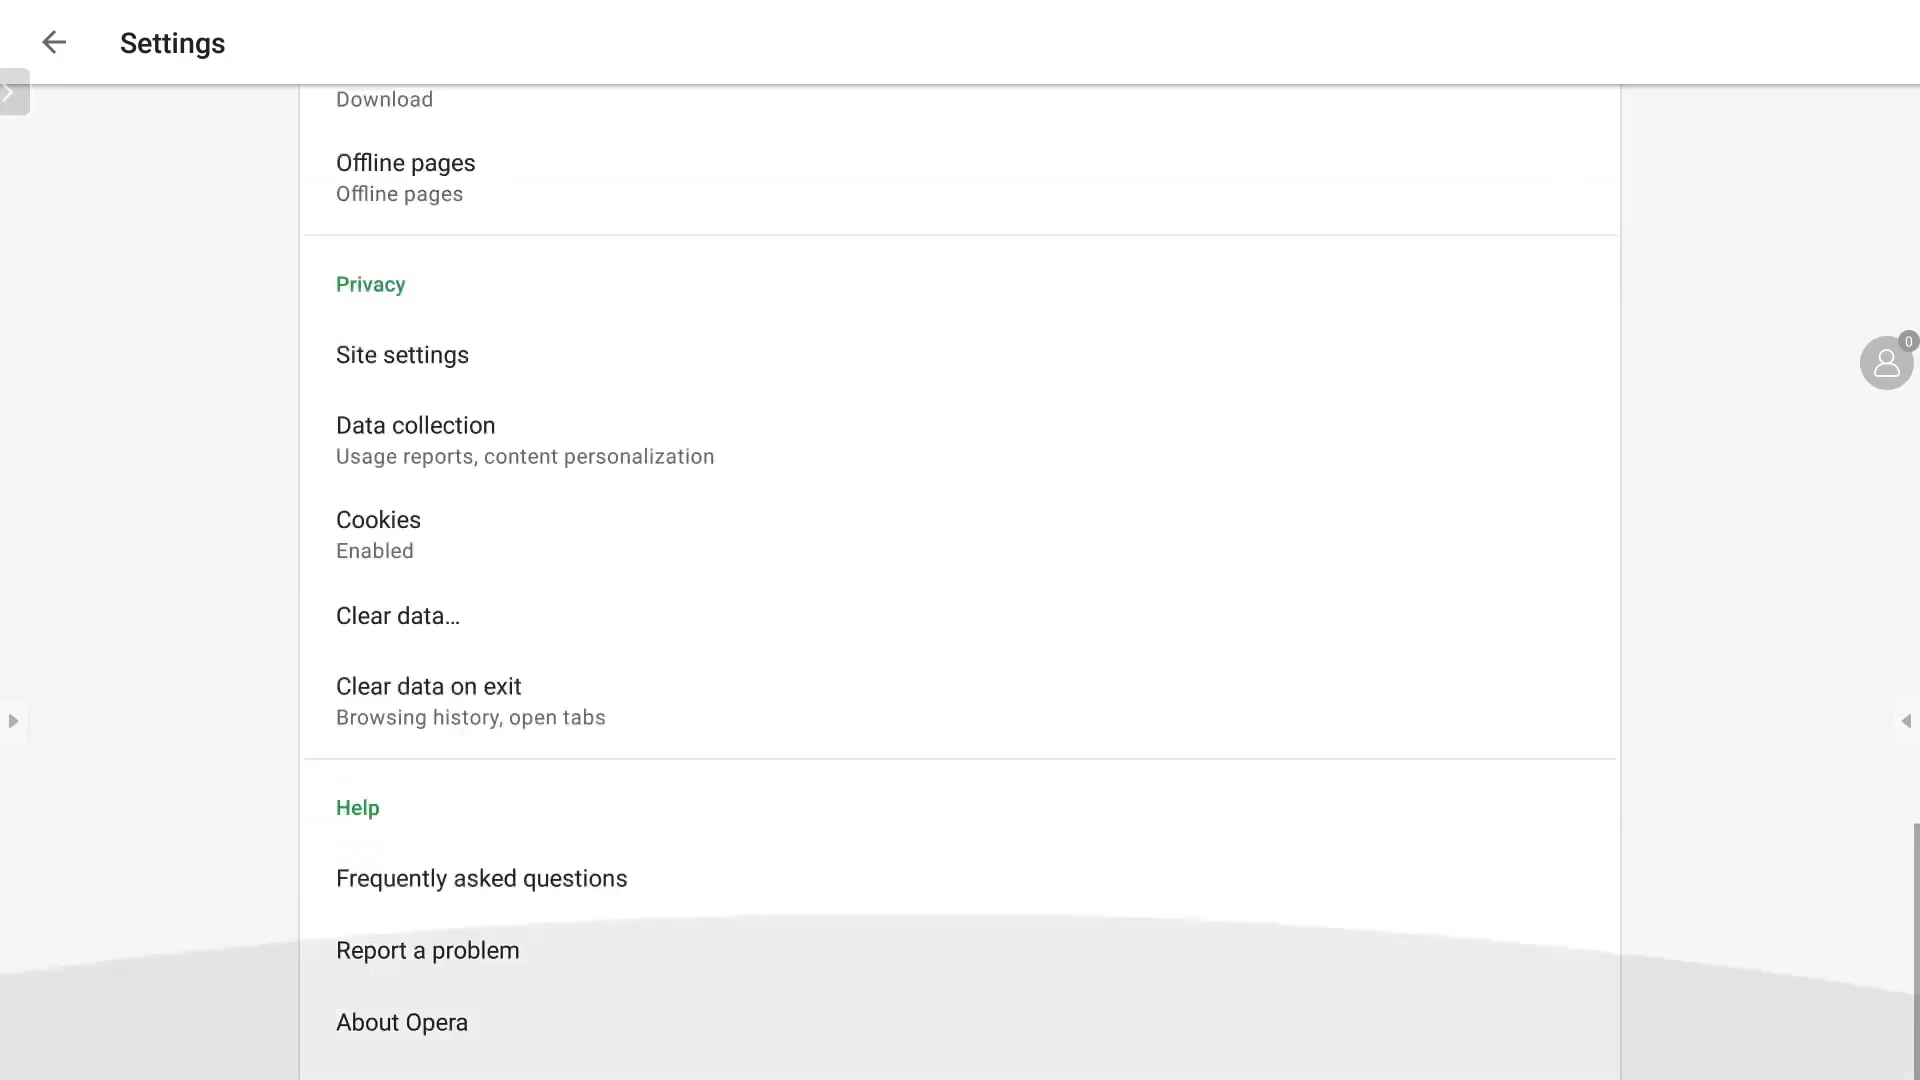 Settings
Download
Offline pages
Offline pages
Privacy
Site settings
0
Data collection
Usage reports, content personalization
Cookies
Enabled
Clear data...
Clear data on exit
Browsing history, open tabs
Help
Frequently asked questions
Report a problem
About Opera